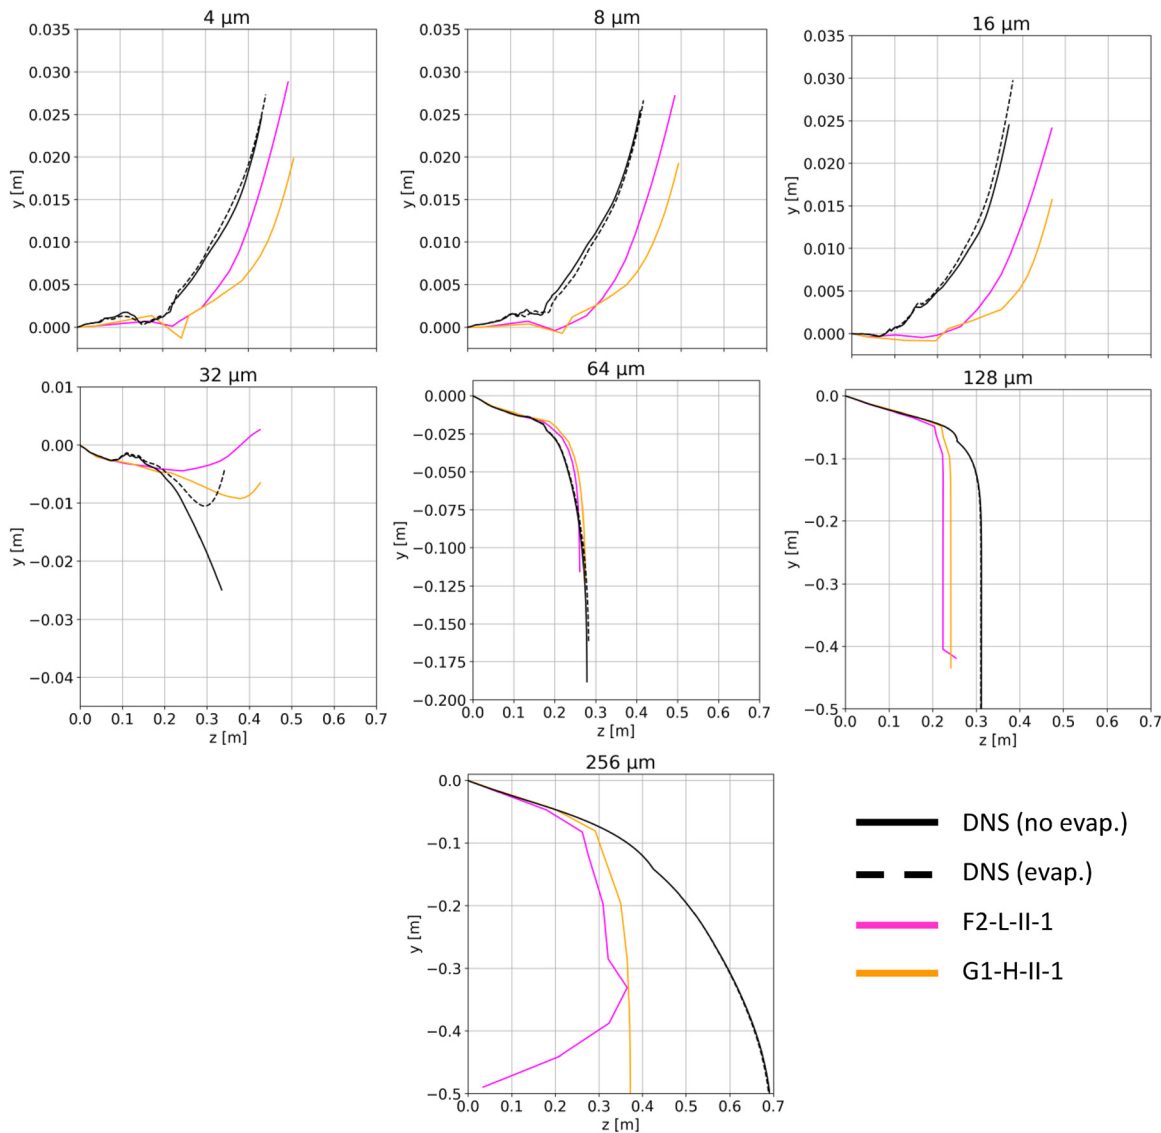 4 μm
0.035
0.030
0.025
0.020
0.015
0.010
0.005
0.000
y [m]
8 μm
0.035
0.030
0.025
0.020
0.015
0.010
0.005
0.000
y [m]
16 μm
0.035
0.030
0.025
0.020
0.015
0.010
0.005
0.000
y [m]
32 μm
0.01
0.00
−0.01
−0.02
−0.03
−0.04
y [m]
0.0 0.1 0.2 0.3 0.4 0.5 0.6 0.7
z [m]
64 μm
0.000
−0.025
−0.050
−0.075
−0.100
−0.125
−0.150
−0.175
−0.200
y [m]
0.0 0.1 0.2 0.3 0.4 0.5 0.6 0.7
z [m]
128 μm
0.0
−0.1
−0.2
−0.3
−0.4
−0.5
y [m]
0.0 0.1 0.2 0.3 0.4 0.5 0.6 0.7
z [m]
256 μm
0.0
−0.1
−0.2
−0.3
−0.4
−0.5
y [m]
0.0 0.1 0.2 0.3 0.4 0.5 0.6 0.7
z [m]
DNS (no evap.)
DNS (evap.)
F2-L-II-1
G1-H-II-1